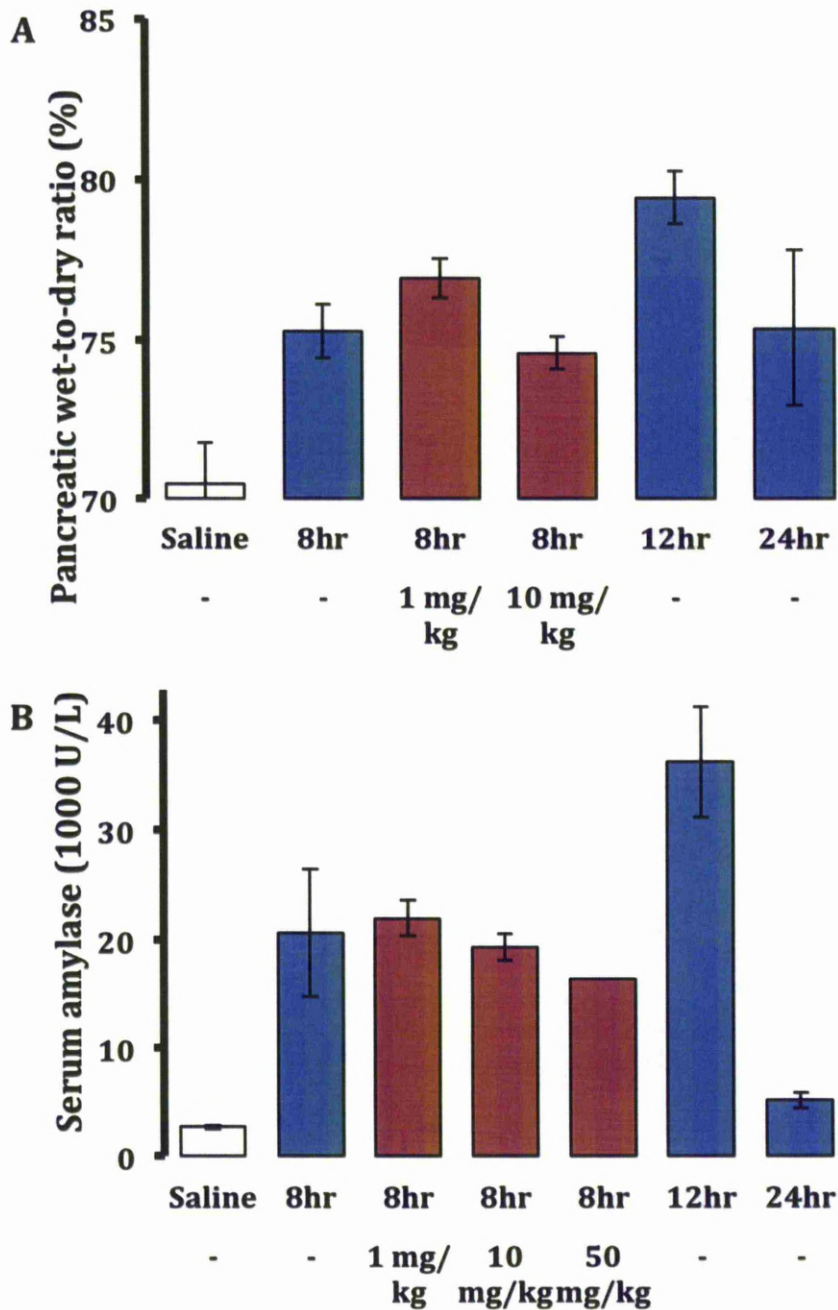 A
Pancreatic wet-to-dry ratio (%)
85
80
75
70
Saline 8hr 8hr 8hr 12hr 24hr
- - 1 mg/ 10 mg/ - -
kg kg
B
Serum amylase (1000 U/L)
40
30
20
10
0
Saline 8hr 8hr 8hr 8hr 12hr 24hr
- - 1 mg/ 10 50 - -
kg mg/kg mg/kg